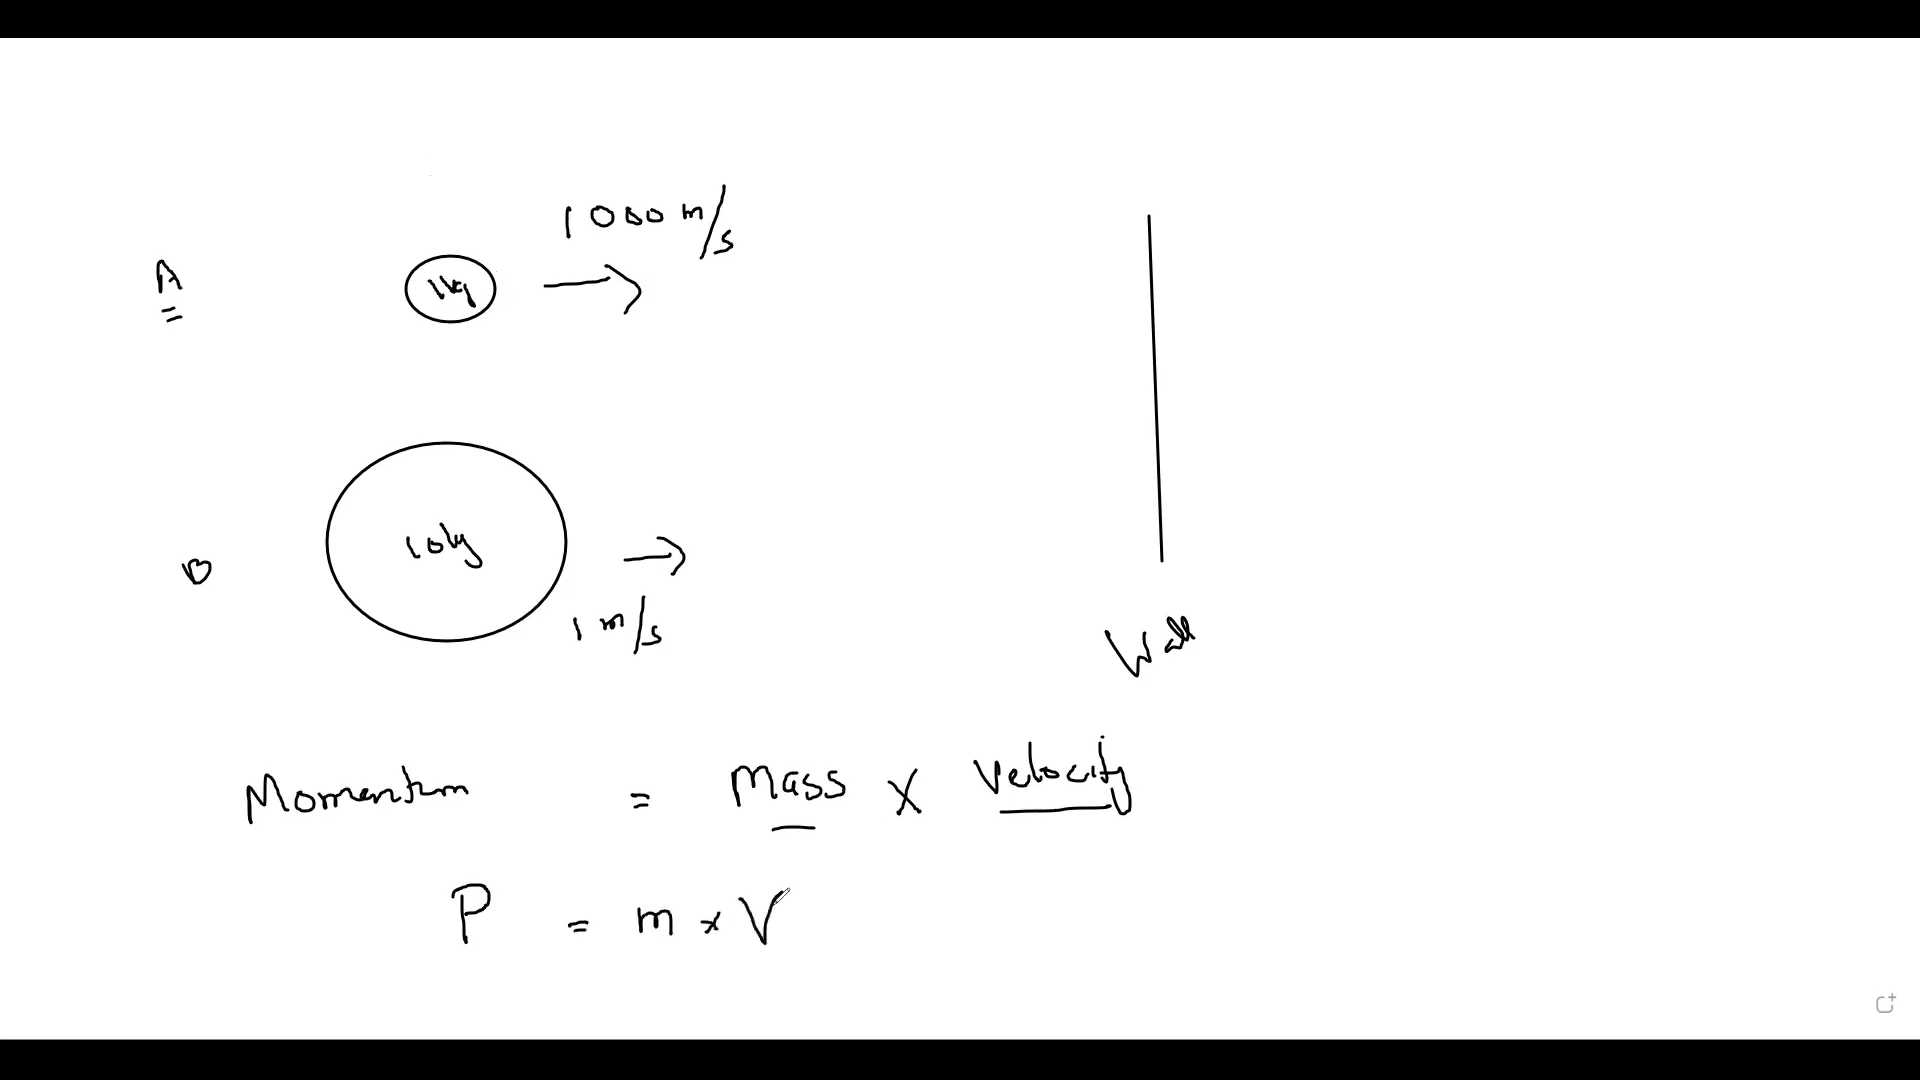 1000 m/s
A
1kg
10kg
B
1 m/s
Wall
Momentum = Mass X Velocity
P = m x V